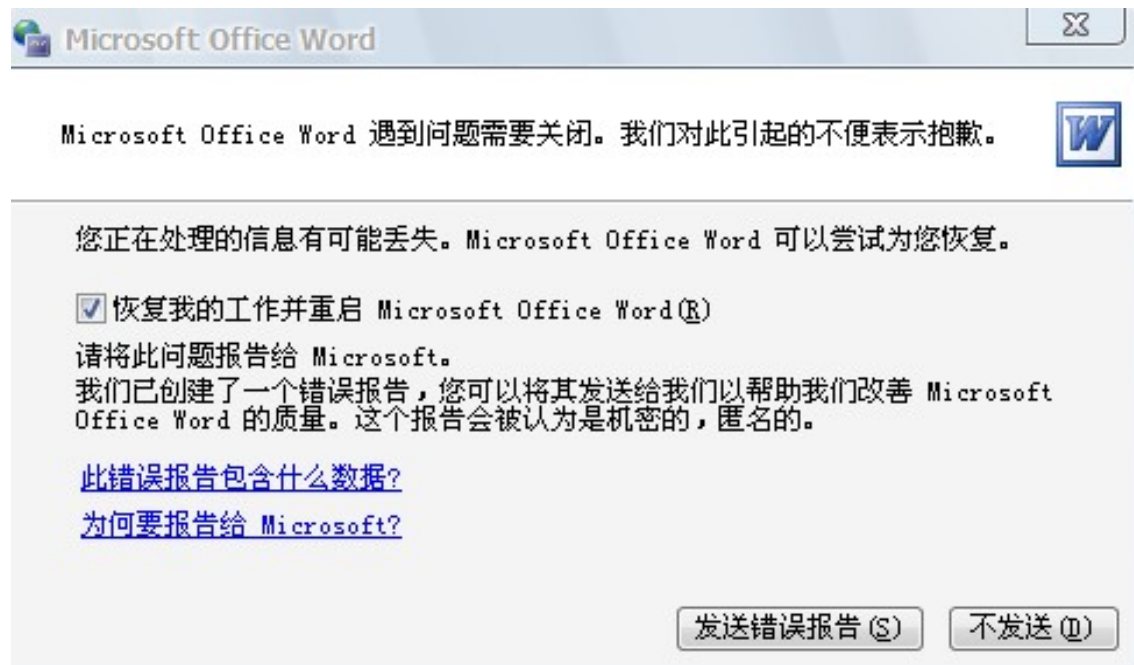 Microsoft Office Word
Microsoft Office Word 遇到问题需要关闭。我们对此引起的不便表示抱歉。
您正在处理的信息有可能丢失。Microsoft Office Word 可以尝试为您恢复。
恢复我的工作并重启 Microsoft Office Word(R)
请将此问题报告给 Microsoft。
我们已创建了一个错误报告，您可以将其发送给我们以帮助我们改善 Microsoft
Office Word 的质量。这个报告会被认为是机密的，匿名的。
此错误报告包含什么数据?
为何要报告给 Microsoft?
发送错误报告(S) 不发送(D)